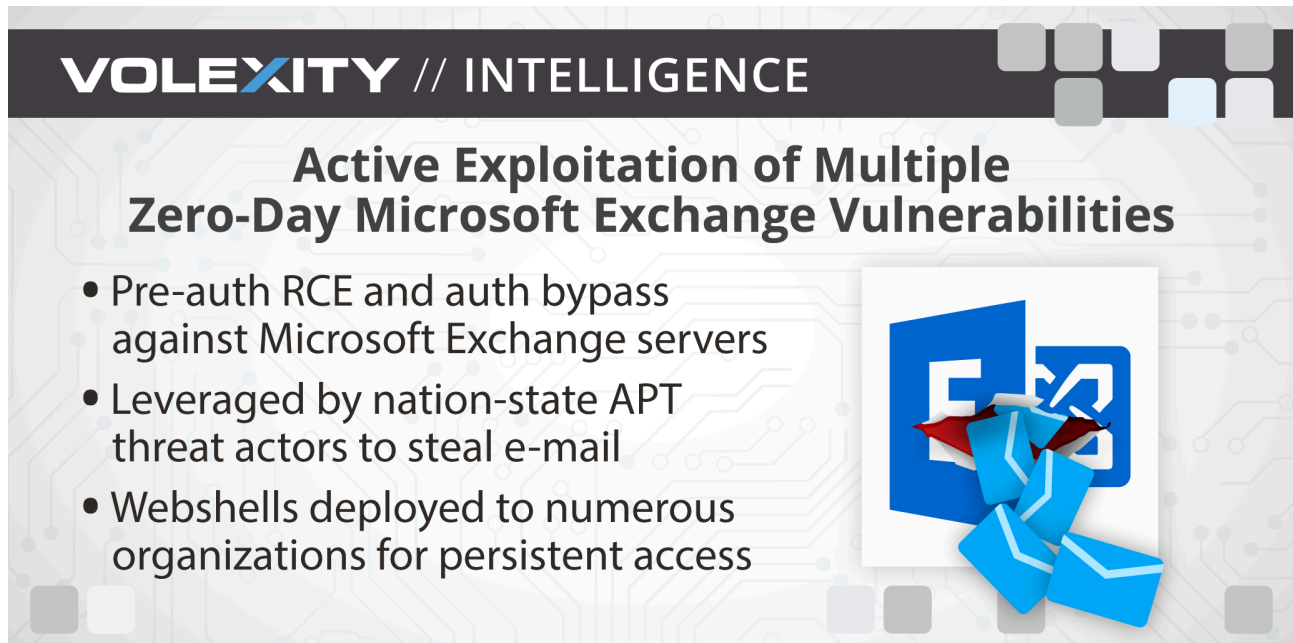 VOLEXITY // INTELLIGENCE
Active Exploitation of Multiple
Zero-Day Microsoft Exchange Vulnerabilities
• Pre-auth RCE and auth bypass
against Microsoft Exchange servers
• Leveraged by nation-state APT
threat actors to steal e-mail
• Webshells deployed to numerous
organizations for persistent access
E